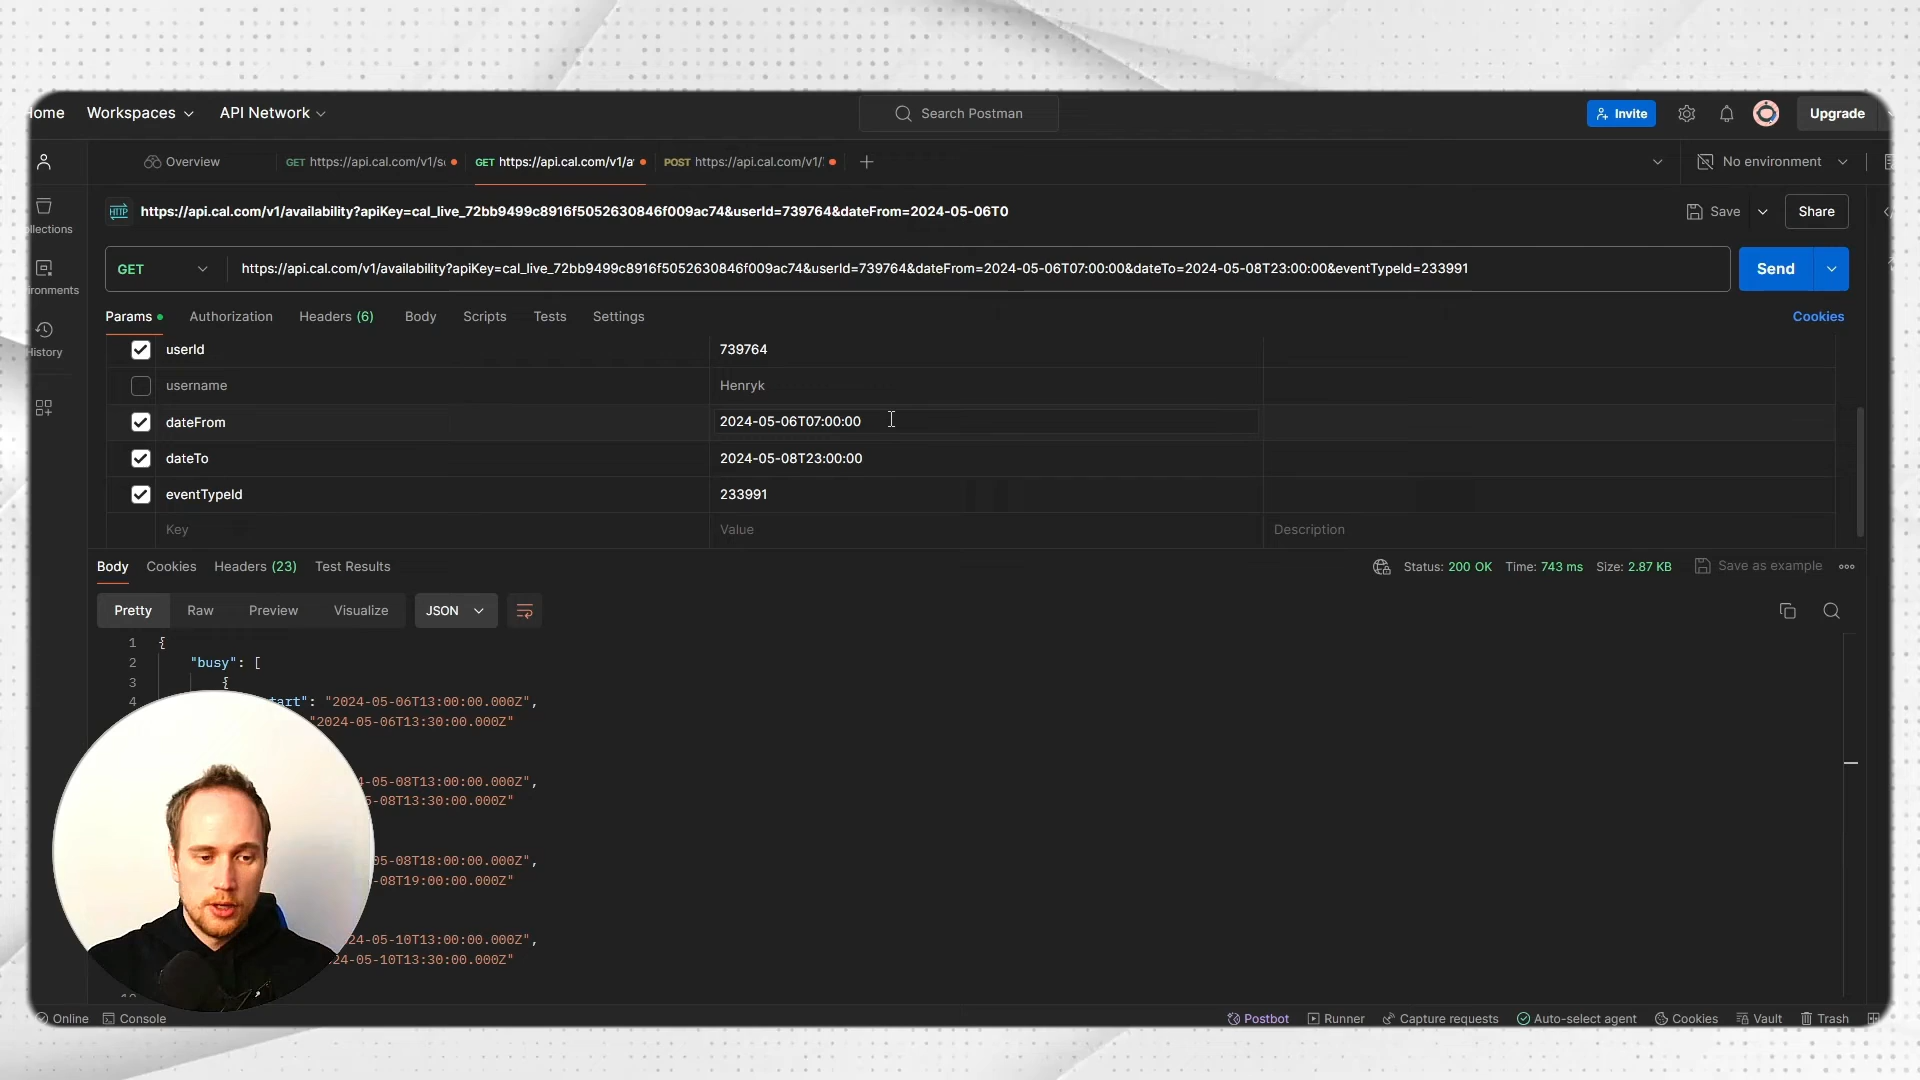 Home Workspaces API Network Search Postman Invite Upgrade
Overview GET https://api.cal.com/v1/s GET https://api.cal.com/v1/a POST https://api.cal.com/v1/ No environment
https://api.cal.com/v1/availability?apiKey=cal_live_72bb9499c8916f5052630846f009ac74&userId=739764&dateFrom=2024-05-06T0 Save Share
HTTP
llections
GET https://api.cal.com/v1/availability?apiKey=cal_live_72bb9499c8916f5052630846f009ac74&userId=739764&dateFrom=2024-05-06T07:00:00&dateTo=2024-05-08T23:00:00&eventTypeId=233991 Send
ironments
Params Authorization Headers (6) Body Scripts Tests Settings Cookies
History
userId 739764
username Henryk
dateFrom 2024-05-06T07:00:00
dateTo 2024-05-08T23:00:00
eventTypeId 233991
Key Value Description
Body Cookies Headers (23) Test Results Status: 200 OK Time: 743 ms Size: 2.87 KB Save as example
Pretty Raw Preview Visualize JSON
1 {
2 "busy": [
3 {
4 tart": "2024-05-06T13:00:00.000Z",
"2024-05-06T13:30:00.000Z"
-05-08T13:00:00.000Z",
5-08T13:30:00.000Z"
05-08T18:00:00.000Z",
-08T19:00:00.000Z"
24-05-10T13:00:00.000Z",
24-05-10T13:30:00.000Z"
Online Console Postbot Runner Capture requests Auto-select agent Cookies Vault Trash